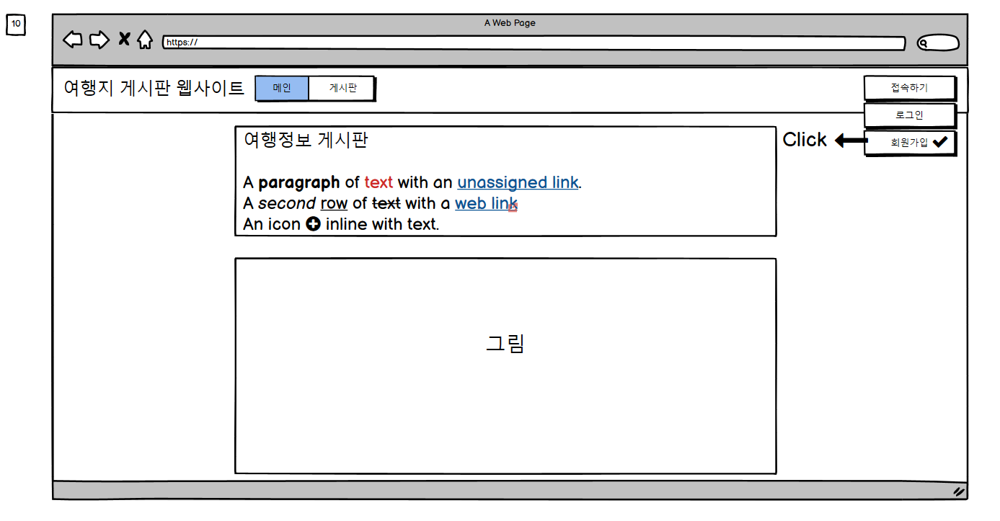 10
A Web Page
https://
여행지 게시판 웹사이트
메인
게시판
접속하기
로그인
회원가입
Click
여행정보 게시판
A paragraph of text with an unassigned link.
A second row of text with a web link
An icon inline with text.
그림